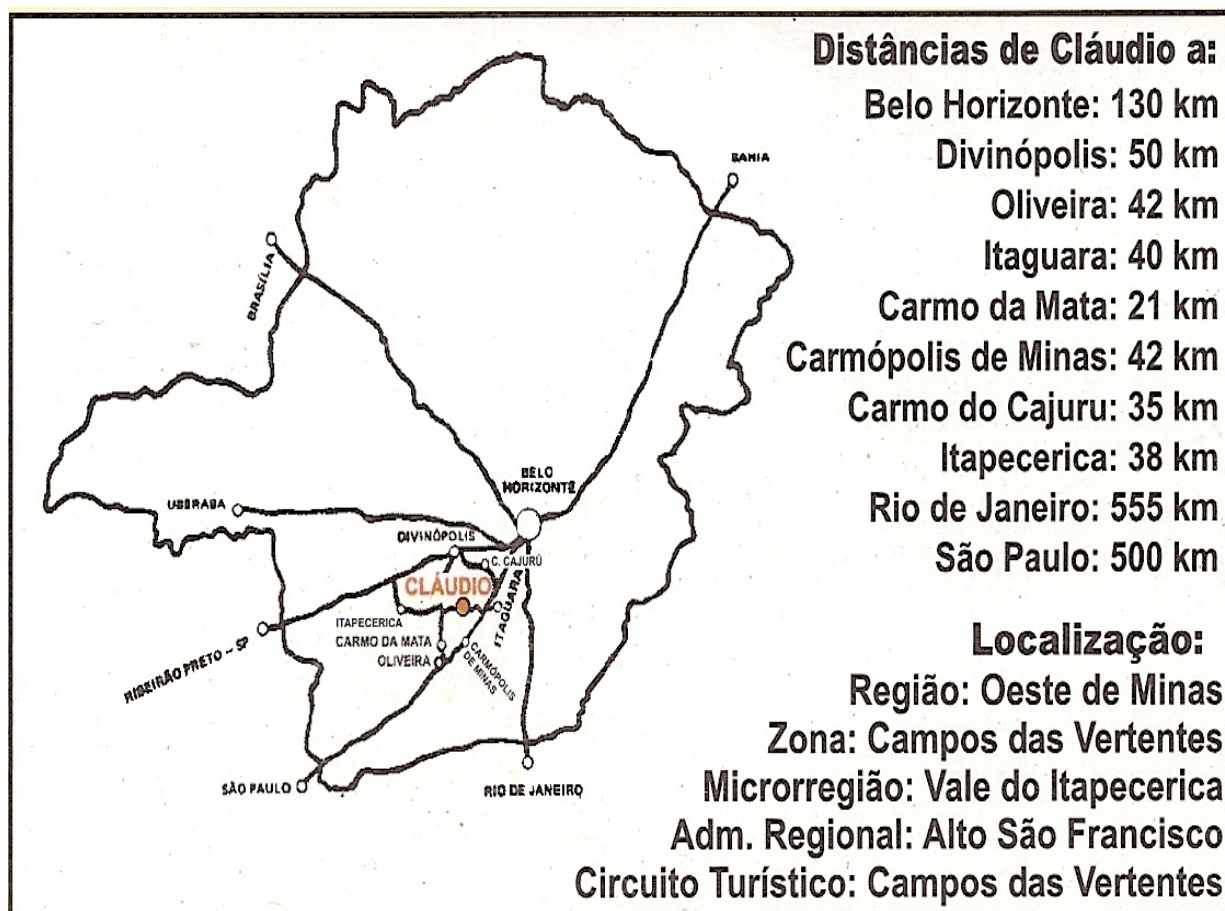 Distâncias de Cláudio a:
Belo Horizonte: 130 km
Divinópolis: 50 km
Oliveira: 42 km
Itaguara: 40 km
Carmo da Mata: 21 km
Carmópolis de Minas: 42 km
Carmo do Cajuru: 35 km
Itapecerica: 38 km
Rio de Janeiro: 555 km
São Paulo: 500 km
Localização:
Região: Oeste de Minas
Zona: Campos das Vertentes
Microrregião: Vale do Itapecerica
Adm. Regional: Alto São Francisco
Circuito Turístico: Campos das Vertentes
BAHIA
BRASÍLIA
BELO
HORIZONTE
UBERABA
DIVINÓPOLIS
C. CAJURÚ
CLÁUDIO
ITAGUARA
ITAPECERICA
CARMO DA MATA
OLIVEIRA
CARMÓPOLIS
DE MINAS
RIBEIRÃO PRETO - SP
SÃO PAULO
RIO DE JANEIRO